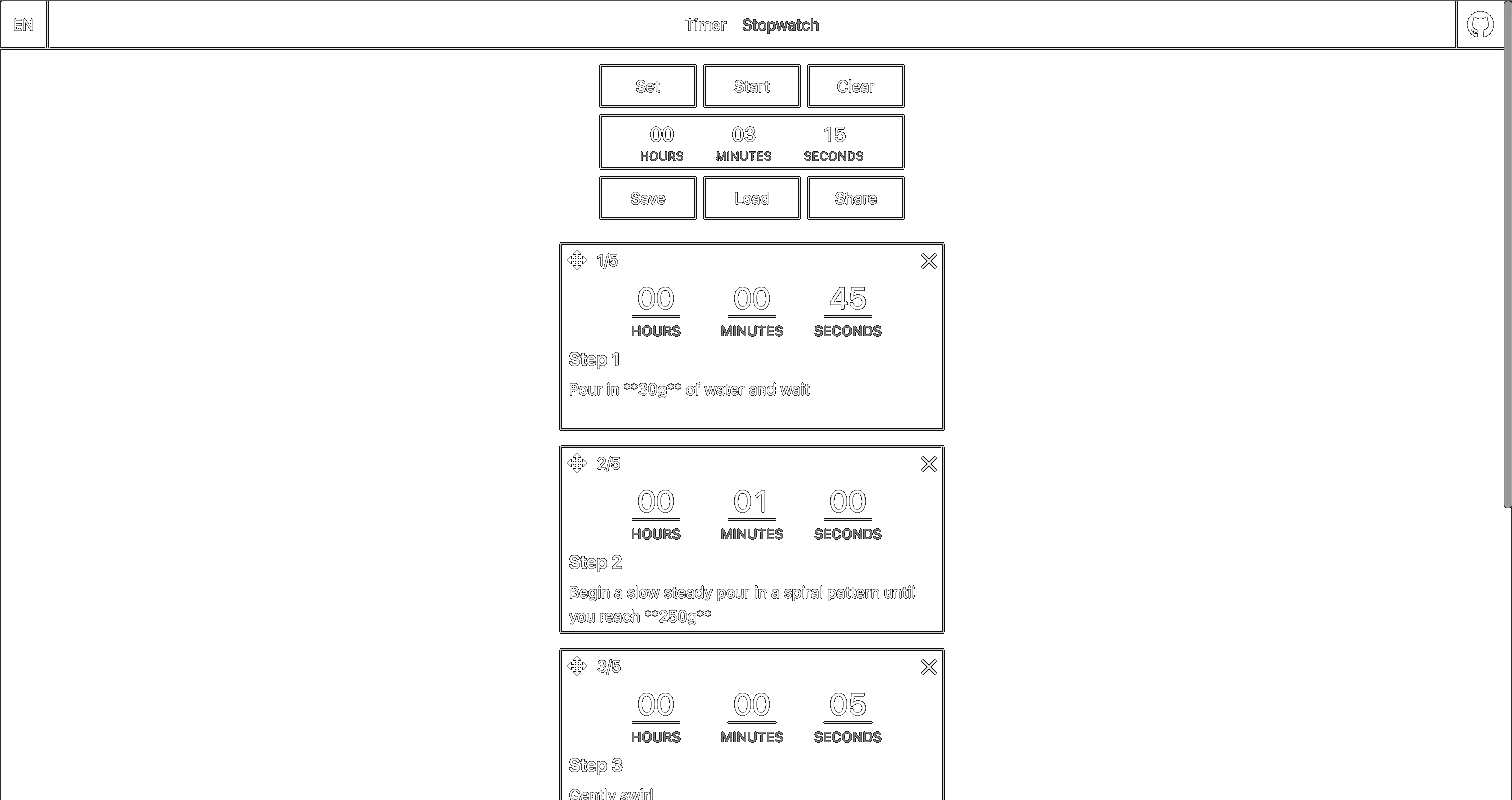 EN
Timer Stopwatch
Set Start Clear
00 03 15
HOURS MINUTES SECONDS
Save Load Share
1/5
00 00 45
HOURS MINUTES SECONDS
Step 1
Pour in **30g** of water and wait
2/5
00 01 00
HOURS MINUTES SECONDS
Step 2
Begin a slow steady pour in a spiral pattern until
you reach **250g**
3/5
00 00 05
HOURS MINUTES SECONDS
Step 3
Gently swirl